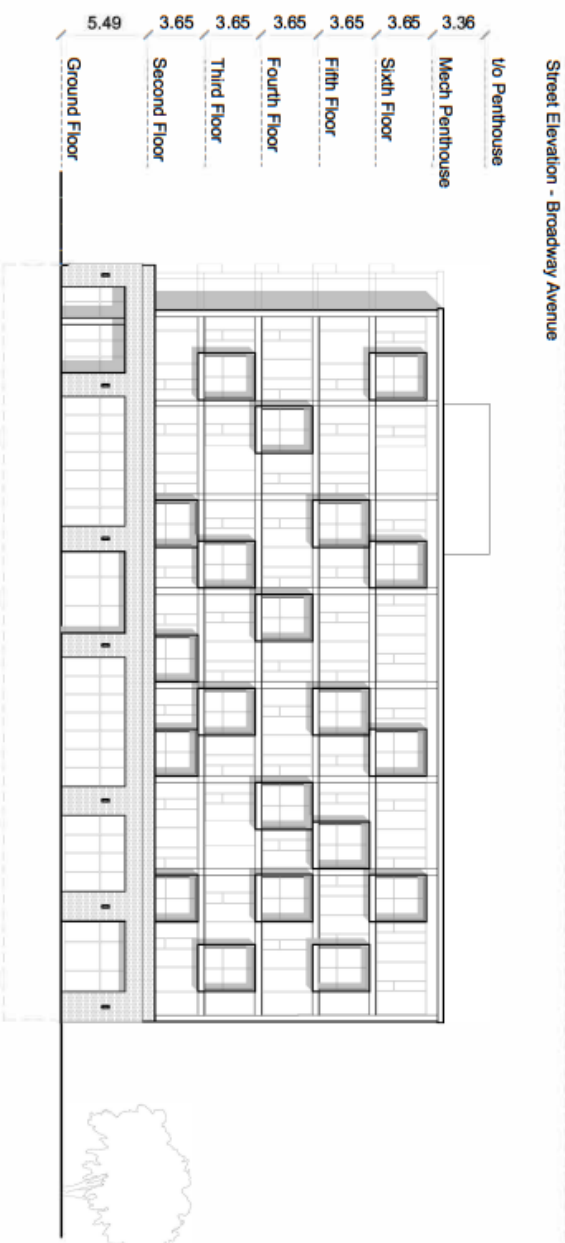 Street Elevation - Broadway Avenue
t/o Penthouse
3.36
Mech Penthouse
3.65
Sixth Floor
3.65
Fifth Floor
3.65
Fourth Floor
3.65
Third Floor
3.65
Second Floor
5.49
Ground Floor